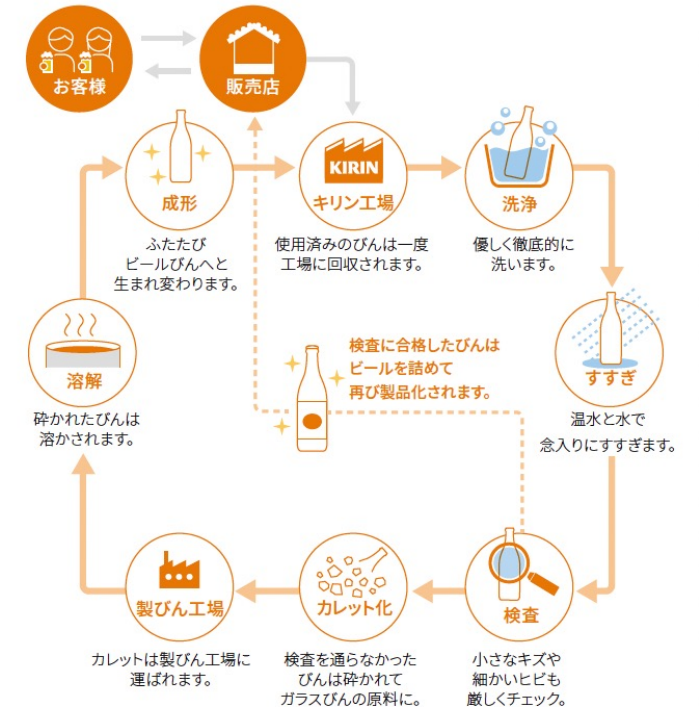 お客様
販売店
成形
ふたたび
ビールびんへと
生まれ変わります。
KIRIN
キリン工場
使用済みのびんは一度
工場に回収されます。
洗浄
優しく徹底的に
洗います。
すすぎ
温水と水で
念入りにすすぎます。
検査に合格したびんは
ビールを詰めて
再び製品化されます。
溶解
砕かれたびんは
溶かされます。
製びん工場
カレットは製びん工場に
運ばれます。
カレット化
検査を通らなかった
びんは砕かれて
ガラスびんの原料に。
検査
小さなキズや
細かいヒビも
厳しくチェック。